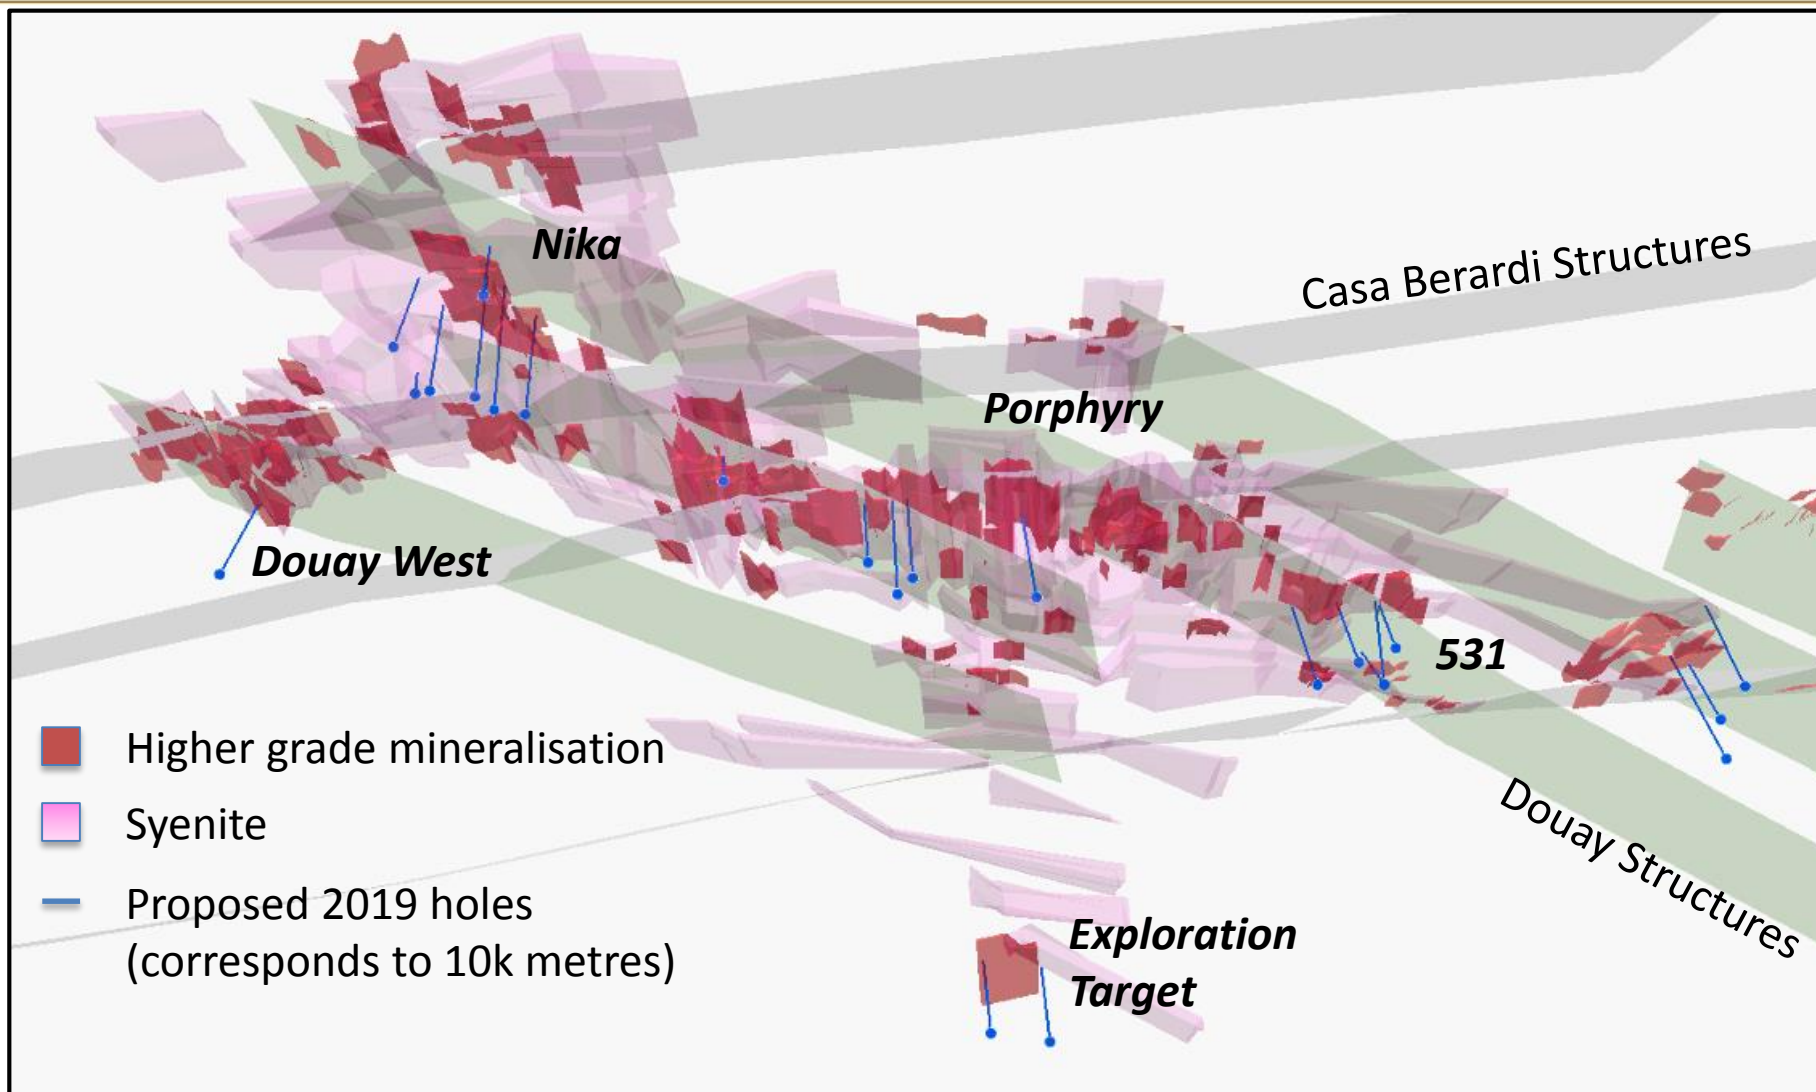 Nika
Casa Berardi Structures
Porphyry
Douay West
531
Higher grade mineralisation
Syenite
Proposed 2019 holes
(corresponds to 10k metres)
Douay Structures
Exploration
Target